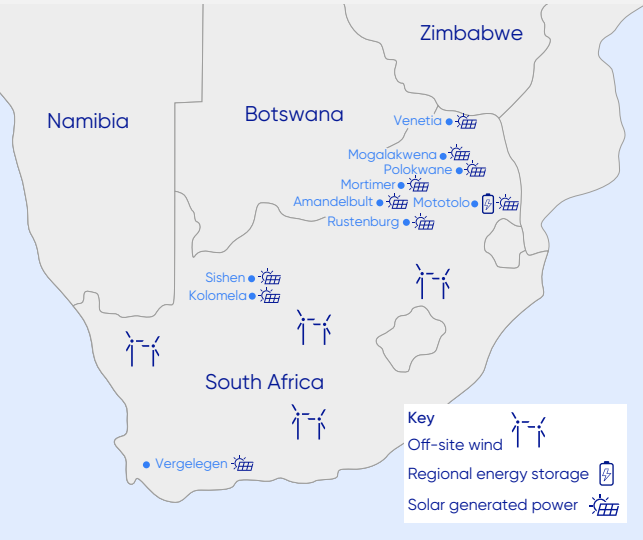 Zimbabwe
Namibia
Botswana
Venetia
Mogalakwena
Polokwane
Mortimer
Amandelbult
Mototolo
Rustenburg
Sishen
Kolomela
South Africa
Vergelegen
Key
Off-site wind
Regional energy storage
Solar generated power